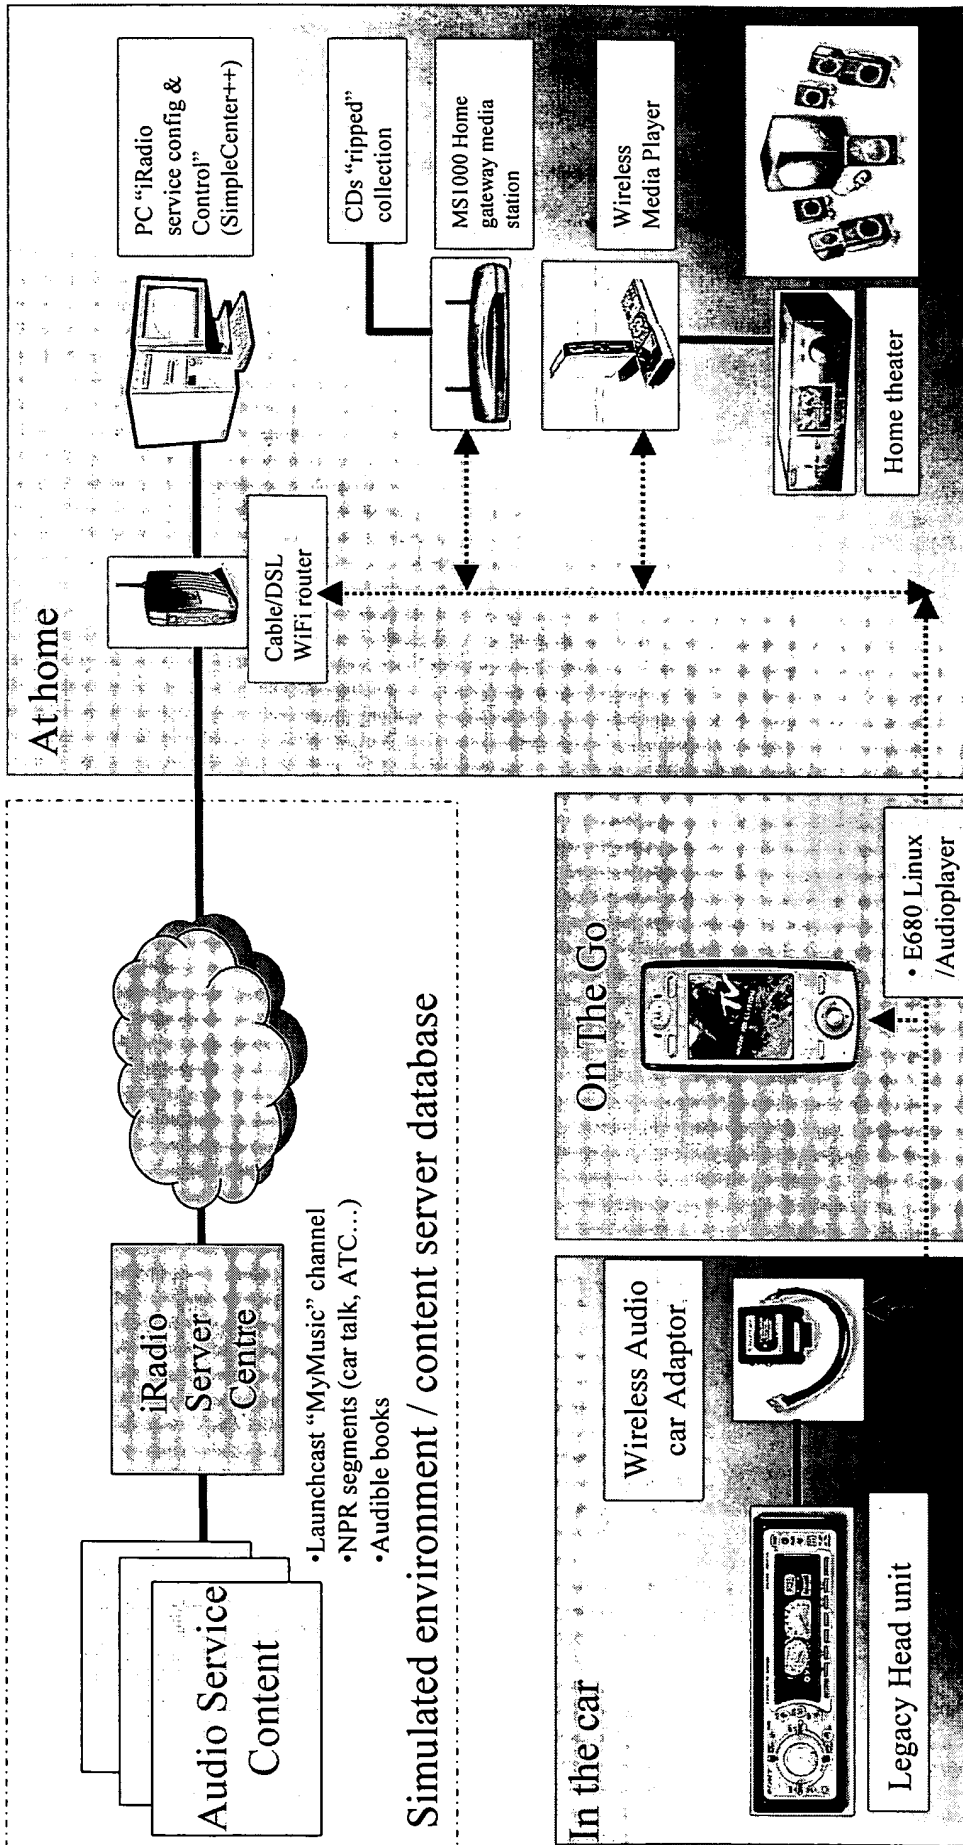 Audio Service
Content
iRadio
Server
Centre
•Launchcast “MyMusic” channel
•NPR segments (car talk, ATC…)
•Audible books
Simulated environment / content server database
At home
Cable/DSL
WiFi router
PC “iRadio
service config &
Control”
(SimpleCenter++)
CDs “ripped”
collection
MS1000 Home
gateway media
station
Wireless
Media Player
Home theater
In the car
Wireless Audio
car Adaptor
Legacy Head unit
On The Go
• E680 Linux
/Audioplayer